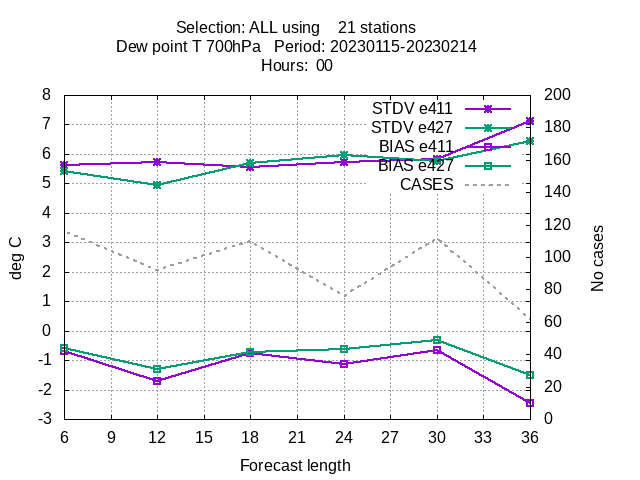 Selection: ALL using    21 stations
Dew point T 700hPa   Period: 20230115-20230214
Hours:  00
STDV e411
STDV e427
BIAS e411
BIAS e427
CASES
8
7
6
5
4
3
2
1
0
-1
-2
-3
deg C
200
180
160
140
120
100
80
60
40
20
0
No cases
6 9 12 15 18 21 24 27 30 33 36
Forecast length